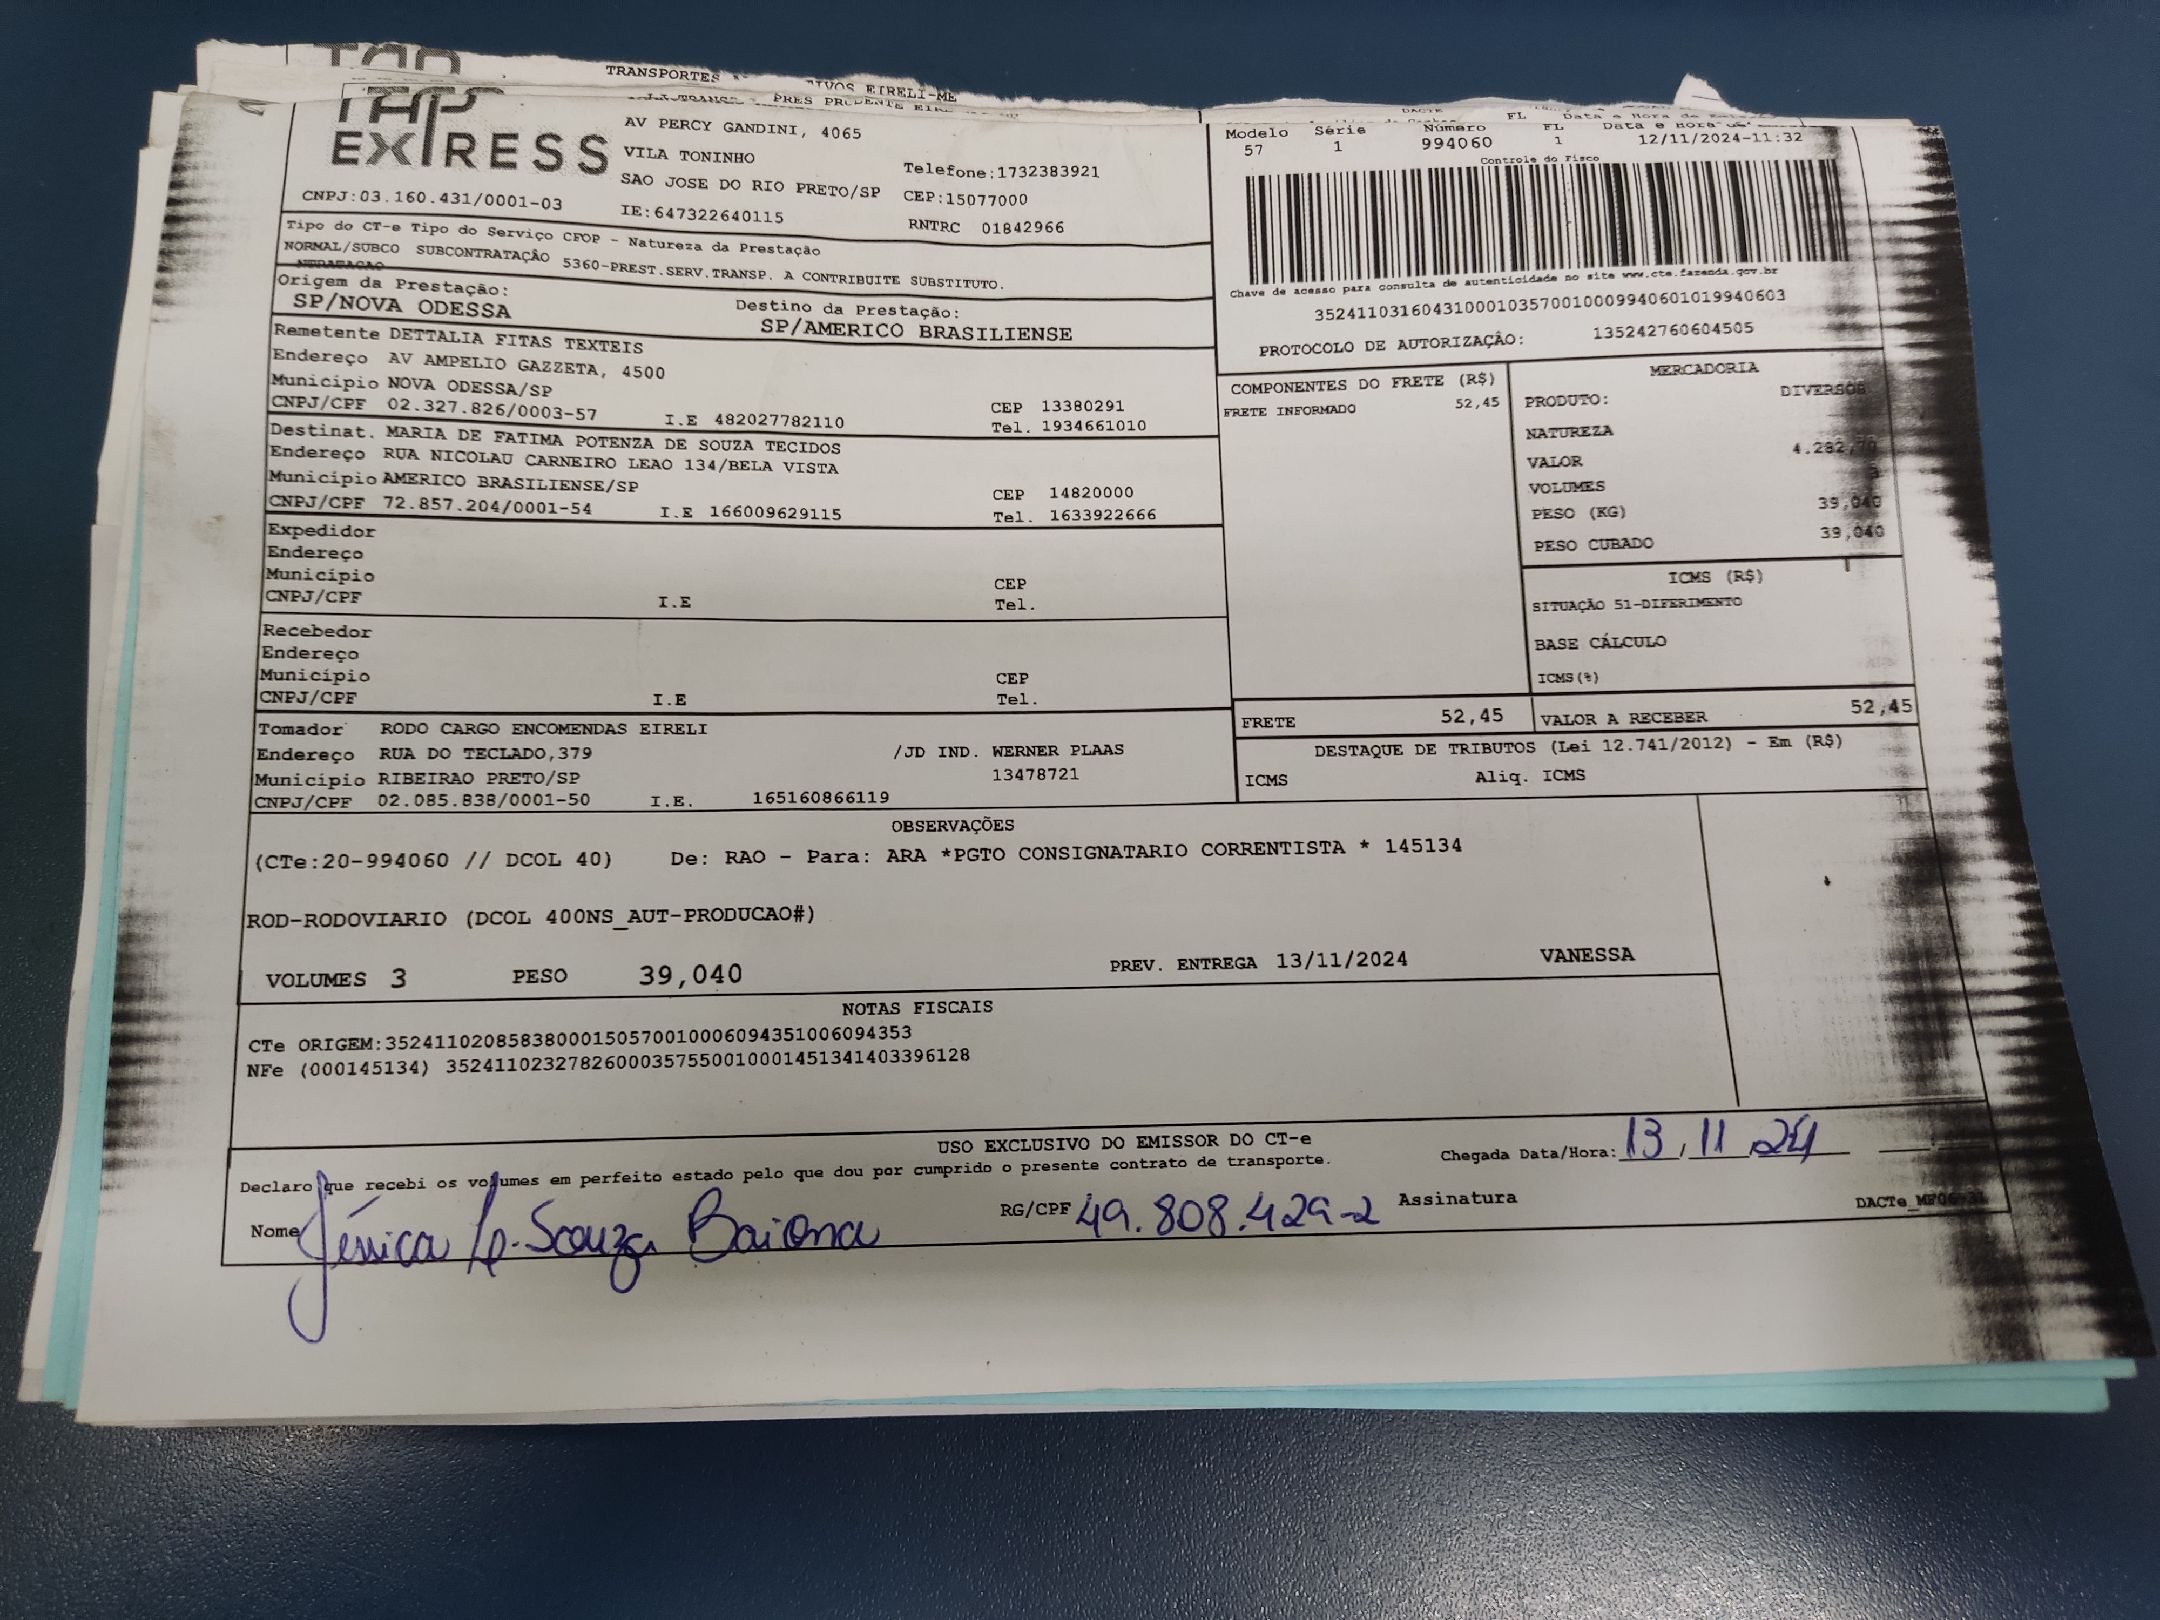 TRANSPORTES
EIRELI-ME
TAP
EXPRESS
PRES PRUDENTE
AV PERCY GANDINI, 4065
VILA TONINHO
Telefone:1732383921
SAO JOSE DO RIO PRETO/SP CEP:15077000
CNPJ:03.160.431/0001-03 IE:647322640115 RNTRC 01842966
Modelo Série Número FL Data e Hora
57 1 994060 1 12/11/2024-11:32
Controle do Fisco
Chave de acesso para consulta de autenticidade no site www.cte.fazenda.gov.br
35241103160431000103570010009940601019940603
PROTOCOLO DE AUTORIZAÇÃO: 135242760604505
Tipo do CT-e Tipo do Serviço CFOP - Natureza da Prestação
NORMAL/SUBCO SUBCONTRATAÇÃO 5360-PREST.SERV.TRANSP. A CONTRIBUITE SUBSTITUTO.
Origem da Prestação: Destino da Prestação:
SP/NOVA ODESSA SP/AMERICO BRASILIENSE
Remetente DETTALIA FITAS TEXTEIS
Endereço AV AMPELIO GAZZETA, 4500
Município NOVA ODESSA/SP CEP 13380291
CNPJ/CPF 02.327.826/0003-57 I.E 482027782110 Tel. 1934661010
Destinat. MARIA DE FATIMA POTENZA DE SOUZA TECIDOS
Endereço RUA NICOLAU CARNEIRO LEAO 134/BELA VISTA
Município AMERICO BRASILIENSE/SP CEP 14820000
CNPJ/CPF 72.857.204/0001-54 I.E 166009629115 Tel. 1633922666
Expedidor
Endereço
Município CEP
CNPJ/CPF I.E Tel.
Recebedor
Endereço
Município CEP
CNPJ/CPF I.E Tel.
Tomador RODO CARGO ENCOMENDAS EIRELI
Endereço RUA DO TECLADO,379 /JD IND. WERNER PLAAS
Município RIBEIRAO PRETO/SP 13478721
CNPJ/CPF 02.085.838/0001-50 I.E. 165160866119
COMPONENTES DO FRETE (R$)
FRETE INFORMADO 52,45
MERCADORIA
PRODUTO: DIVERSOS
NATUREZA
VALOR 4.282,70
VOLUMES 3
PESO (KG) 39,040
PESO CUBADO 39,040
ICMS (R$)
SITUAÇÃO 51-DIFERIMENTO
BASE CÁLCULO
ICMS(%)
FRETE 52,45 VALOR A RECEBER 52,45
DESTAQUE DE TRIBUTOS (Lei 12.741/2012) - Em (R$)
ICMS Aliq. ICMS
OBSERVAÇÕES
(CTe:20-994060 // DCOL 40) De: RAO - Para: ARA *PGTO CONSIGNATARIO CORRENTISTA * 145134
ROD-RODOVIARIO (DCOL 400NS_AUT-PRODUCAO#)
VOLUMES 3 PESO 39,040 PREV. ENTREGA 13/11/2024 VANESSA
NOTAS FISCAIS
CTe ORIGEM:35241102085838000150570010006094351006094353
NFe (000145134) 35241102327826000357550010001451341403396128
USO EXCLUSIVO DO EMISSOR DO CT-e
Declaro que recebi os volumes em perfeito estado pelo que dou por cumprido o presente contrato de transporte.
Chegada Data/Hora: 13, 11 24
Nome Jéssica Souza Baiona RG/CPF 49.808.429-2 Assinatura